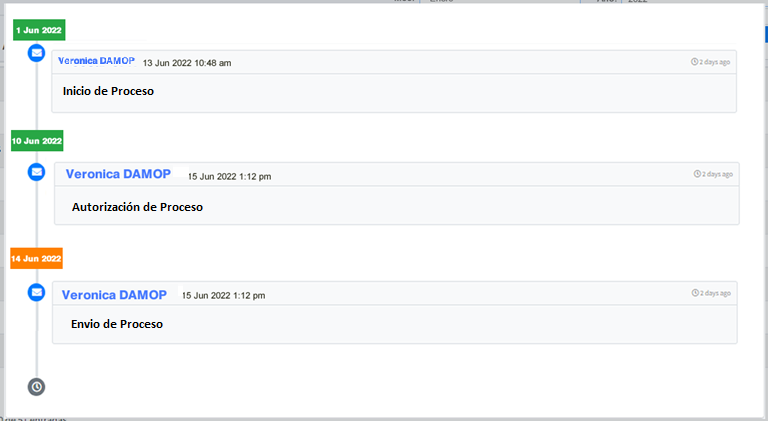 1 Jun 2022
Veronica DAMOP 13 Jun 2022 10:48 am 2 days ago
Inicio de Proceso
10 Jun 2022
Veronica DAMOP 15 Jun 2022 1:12 pm 2 days ago
Autorización de Proceso
14 Jun 2022
Veronica DAMOP 15 Jun 2022 1:12 pm 2 days ago
Envio de Proceso